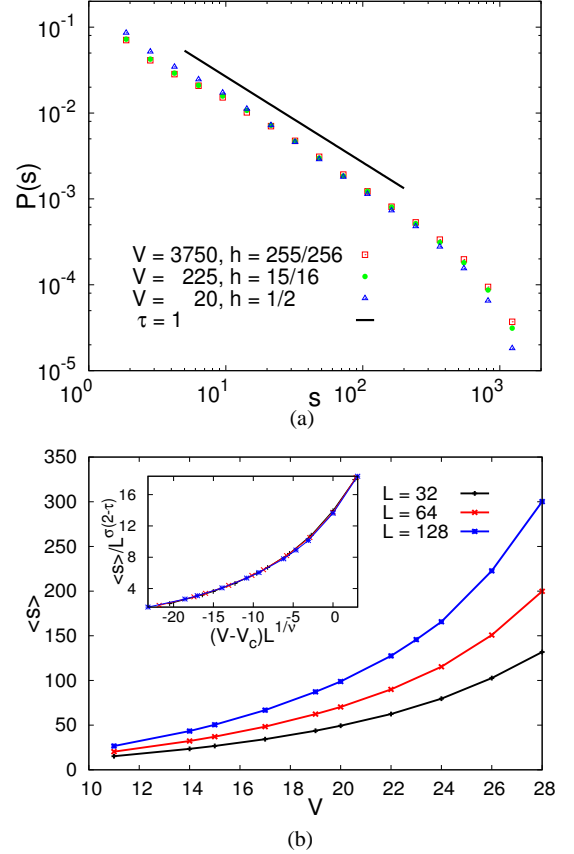 10^-1
10^-2
10^-3
10^-4
10^-5
P(s)
V = 3750, h = 255/256
V = 225, h = 15/16
V = 20, h = 1/2
τ = 1
10^0 10^1 10^2 10^3
s
(a)
350
300
250
200
150
100
50
0
<s>
16
12
8
4
<s>/L^σ(2-τ)
-20 -15 -10 -5 0
(V-V_c)L^1/ν
L = 32
L = 64
L = 128
10 12 14 16 18 20 22 24 26 28
V
(b)